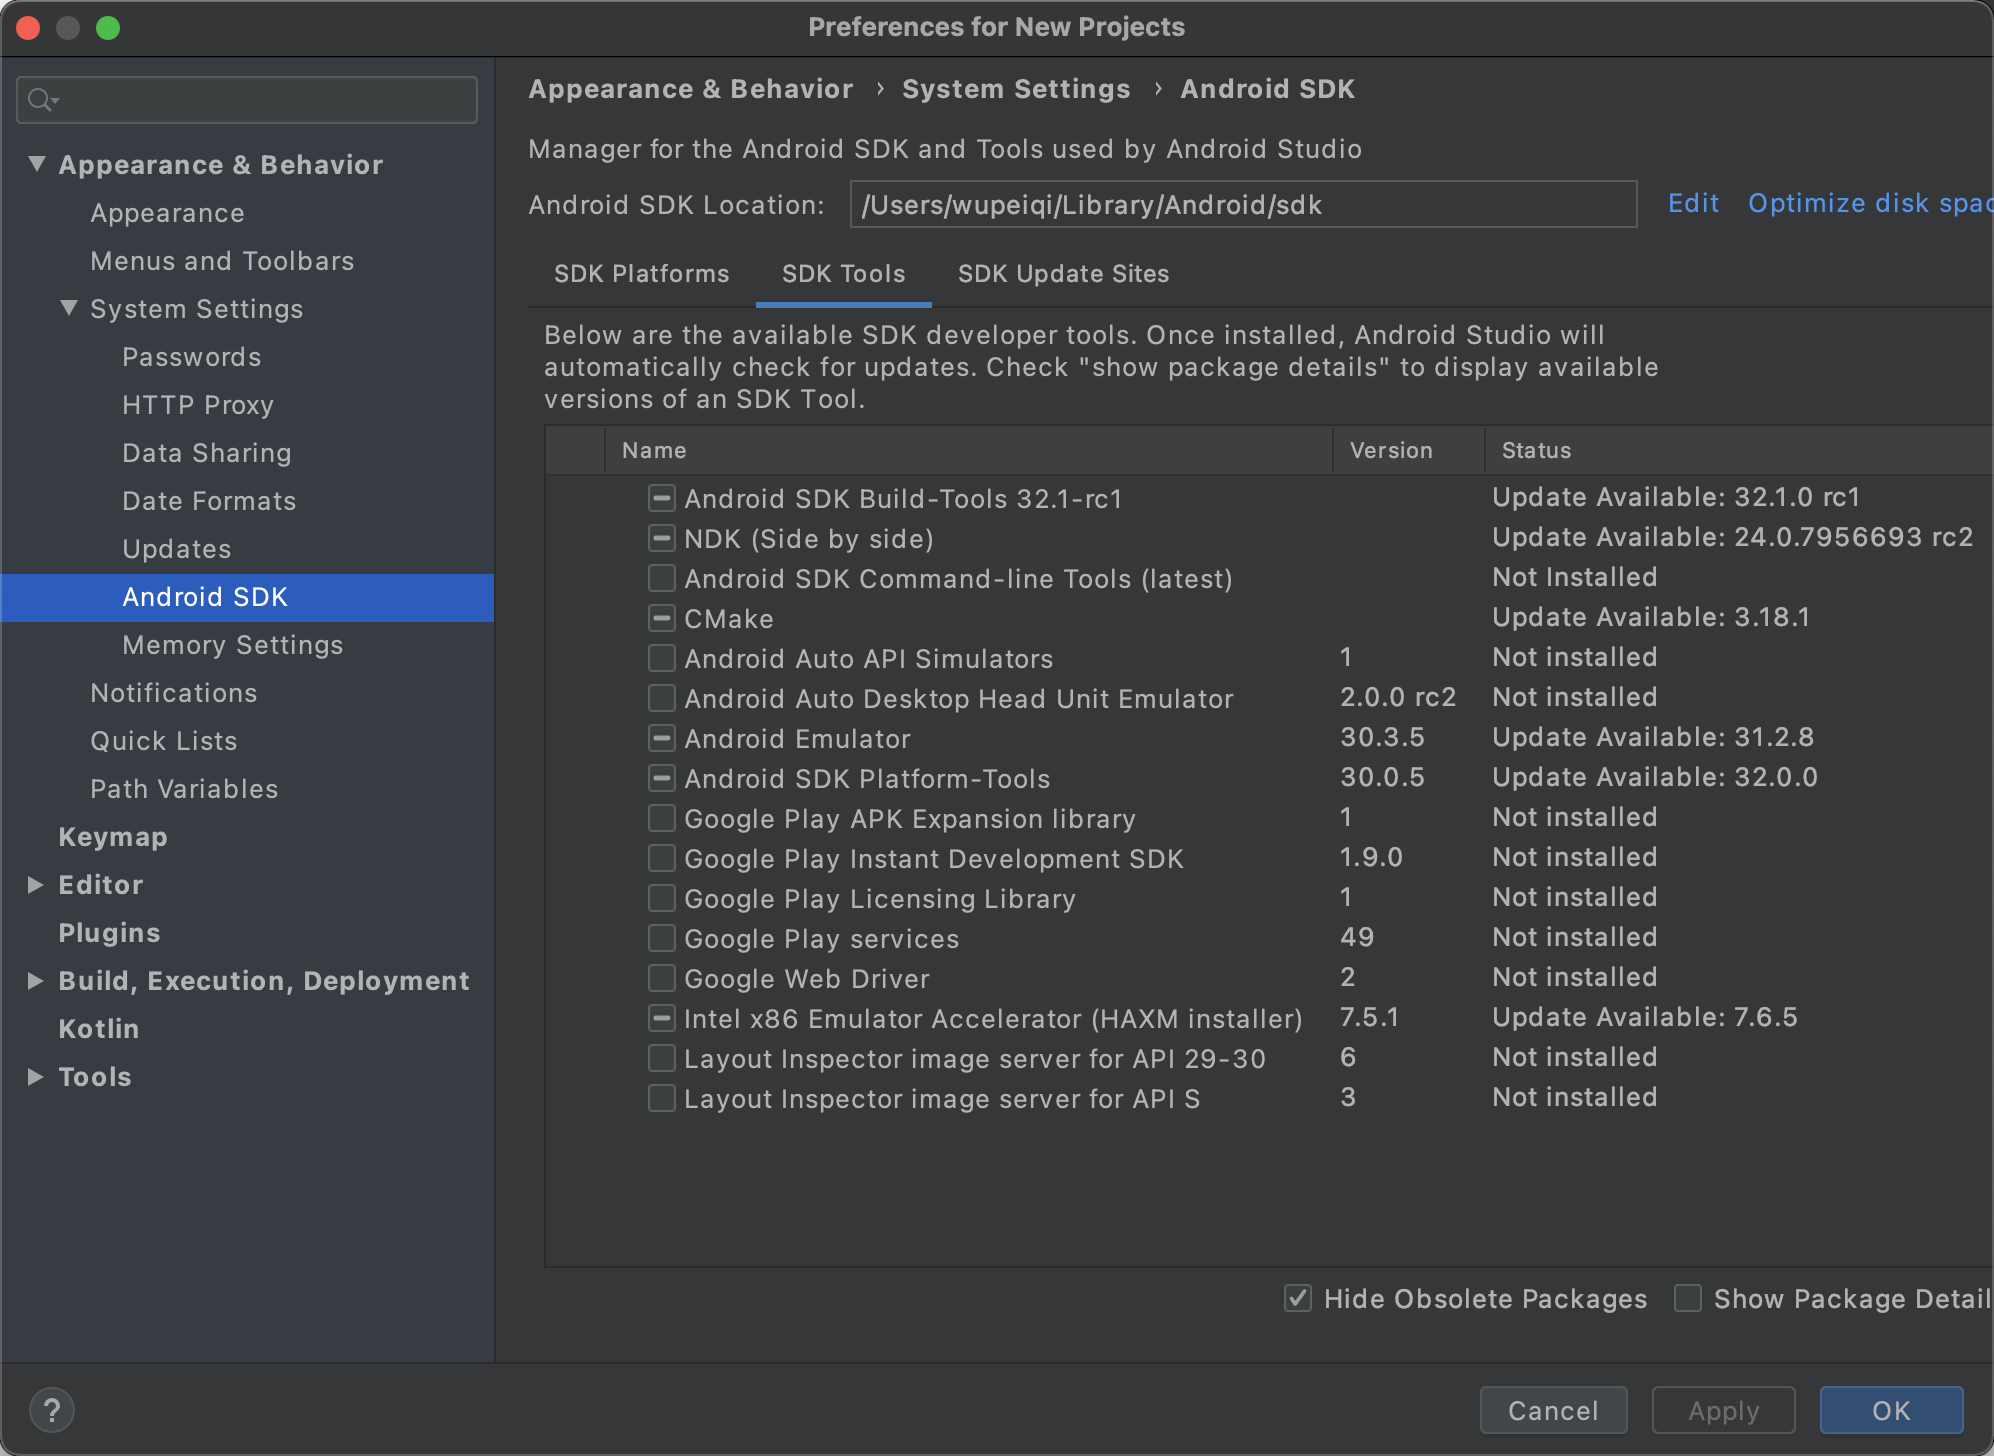 Preferences for New Projects
Appearance & Behavior
Appearance
Menus and Toolbars
System Settings
Passwords
HTTP Proxy
Data Sharing
Date Formats
Updates
Android SDK
Memory Settings
Notifications
Quick Lists
Path Variables
Keymap
Editor
Plugins
Build, Execution, Deployment
Kotlin
Tools
Appearance & Behavior › System Settings › Android SDK
Manager for the Android SDK and Tools used by Android Studio
Android SDK Location: /Users/wupeiqi/Library/Android/sdk Edit Optimize disk spac
SDK Platforms SDK Tools SDK Update Sites
Below are the available SDK developer tools. Once installed, Android Studio will
automatically check for updates. Check "show package details" to display available
versions of an SDK Tool.
Name Version Status
Android SDK Build-Tools 32.1-rc1 Update Available: 32.1.0 rc1
NDK (Side by side) Update Available: 24.0.7956693 rc2
Android SDK Command-line Tools (latest) Not Installed
CMake Update Available: 3.18.1
Android Auto API Simulators 1 Not installed
Android Auto Desktop Head Unit Emulator 2.0.0 rc2 Not installed
Android Emulator 30.3.5 Update Available: 31.2.8
Android SDK Platform-Tools 30.0.5 Update Available: 32.0.0
Google Play APK Expansion library 1 Not installed
Google Play Instant Development SDK 1.9.0 Not installed
Google Play Licensing Library 1 Not installed
Google Play services 49 Not installed
Google Web Driver 2 Not installed
Intel x86 Emulator Accelerator (HAXM installer) 7.5.1 Update Available: 7.6.5
Layout Inspector image server for API 29-30 6 Not installed
Layout Inspector image server for API S 3 Not installed
Hide Obsolete Packages Show Package Detail
? Cancel Apply OK